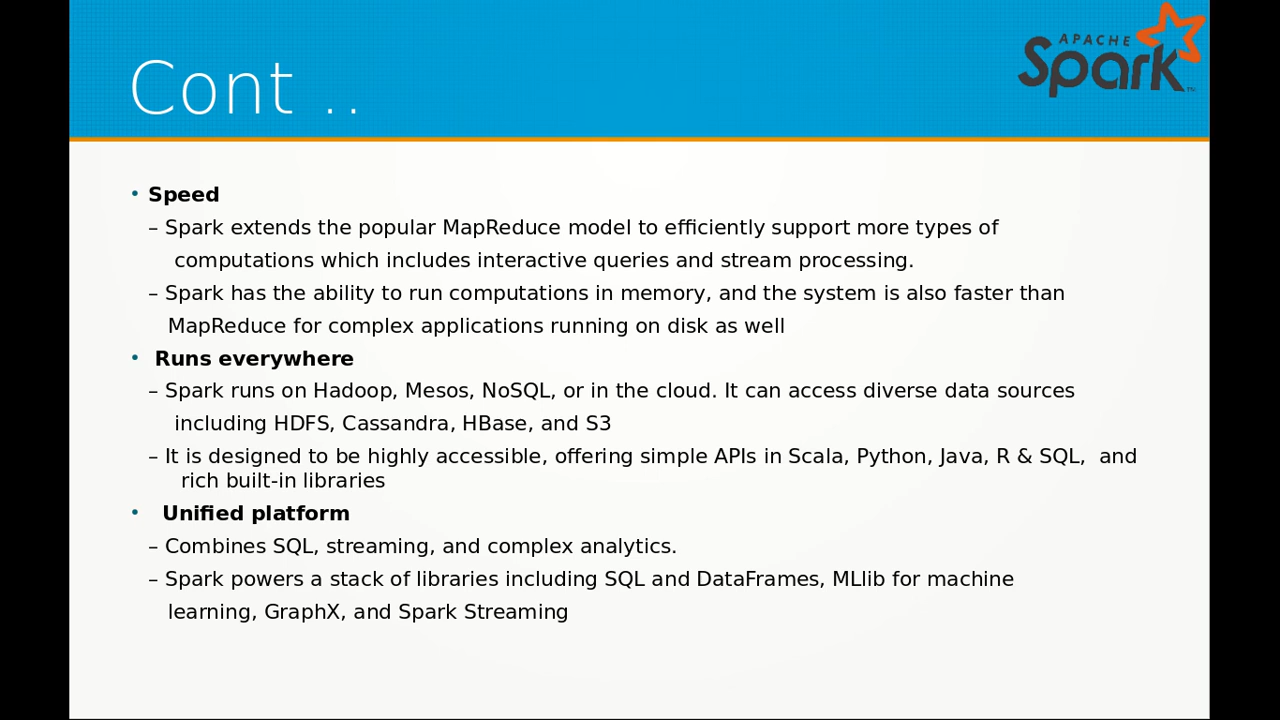 Cont ..
APACHE
Spark™
• Speed
– Spark extends the popular MapReduce model to efficiently support more types of
computations which includes interactive queries and stream processing.
– Spark has the ability to run computations in memory, and the system is also faster than
MapReduce for complex applications running on disk as well
• Runs everywhere
– Spark runs on Hadoop, Mesos, NoSQL, or in the cloud. It can access diverse data sources
including HDFS, Cassandra, HBase, and S3
– It is designed to be highly accessible, offering simple APIs in Scala, Python, Java, R & SQL,  and
rich built-in libraries
• Unified platform
– Combines SQL, streaming, and complex analytics.
– Spark powers a stack of libraries including SQL and DataFrames, MLlib for machine
learning, GraphX, and Spark Streaming